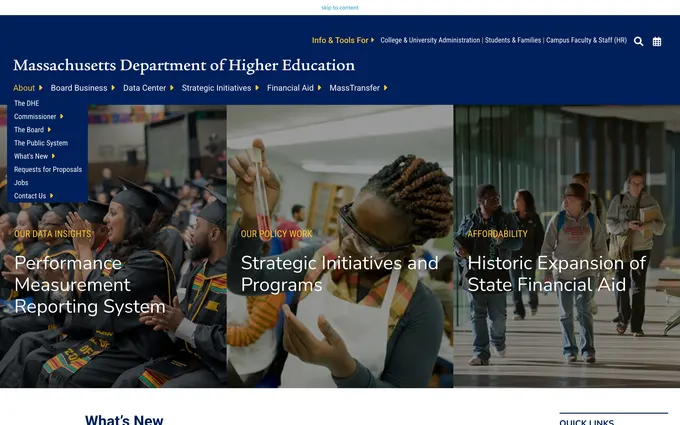 skip to content
Info & Tools For
College & University Administration | Students & Families | Campus Faculty & Staff (HR)
Massachusetts Department of Higher Education
About
Board Business
Data Center
Strategic Initiatives
Financial Aid
MassTransfer
The DHE
Commissioner
The Board
The Public System
What's New
Requests for Proposals
Jobs
Contact Us
OUR DATA INSIGHTS
Performance
Measurement
Reporting System
OUR POLICY WORK
Strategic Initiatives and
Programs
AFFORDABILITY
Historic Expansion of
State Financial Aid
What's New
QUICK LINKS